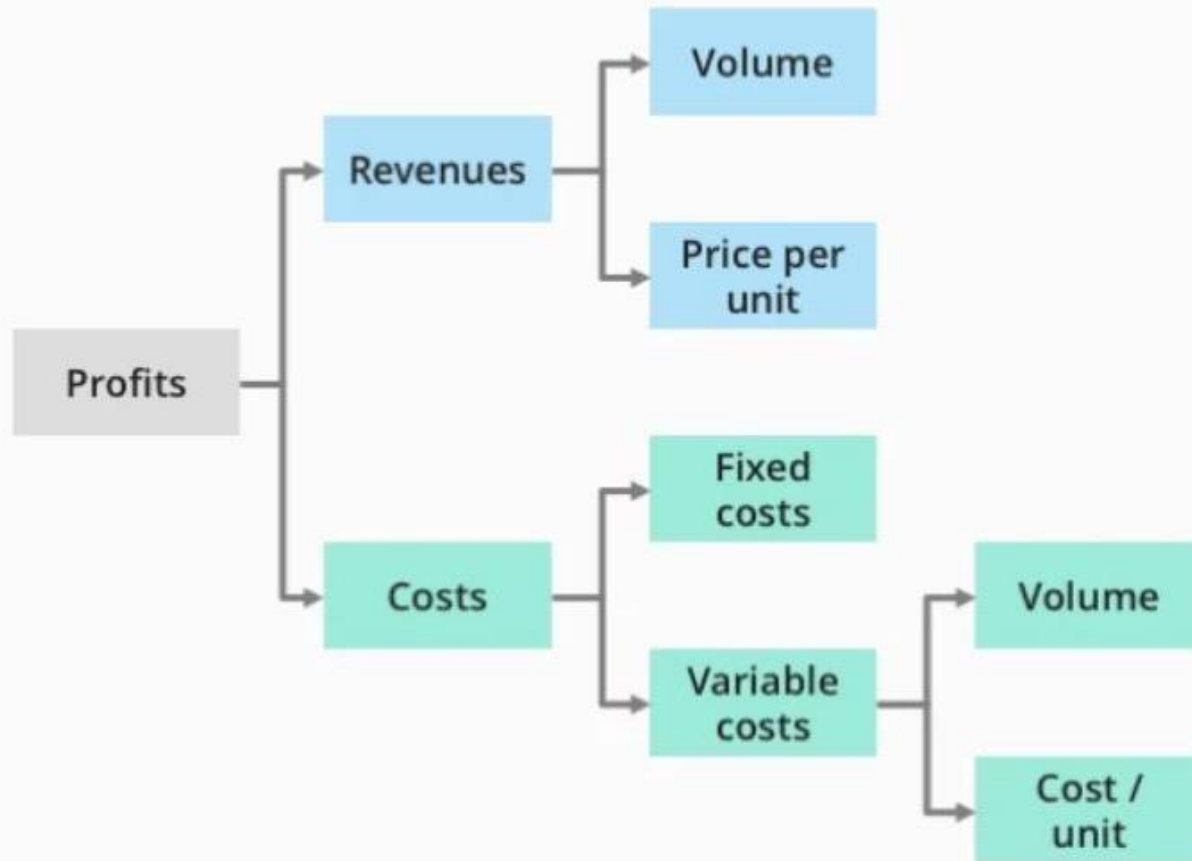 Volume
Revenues
Price per
unit
Profits
Fixed
costs
Costs
Volume
Variable
costs
Cost /
unit